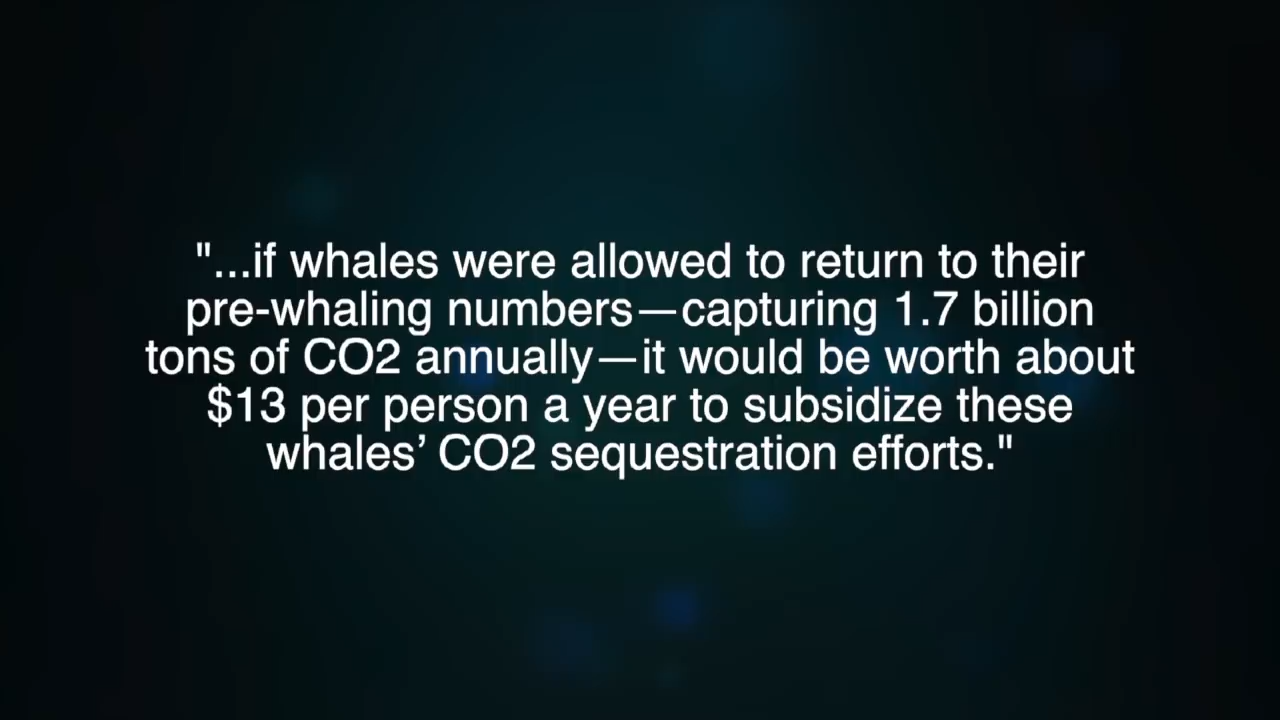 "...if whales were allowed to return to their
pre-whaling numbers—capturing 1.7 billion
tons of CO2 annually—it would be worth about
$13 per person a year to subsidize these
whales’ CO2 sequestration efforts."